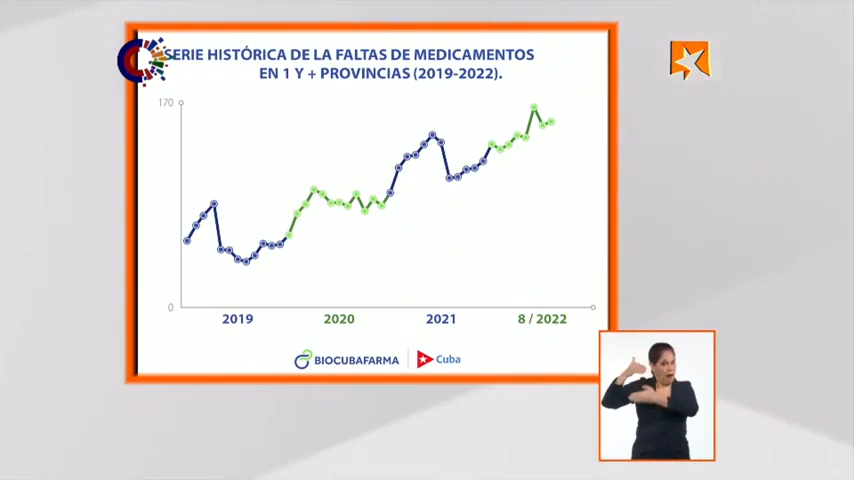 SERIE HISTÓRICA DE LA FALTAS DE MEDICAMENTOS
EN 1 Y + PROVINCIAS (2019-2022).
170
0
2019 2020 2021 8 / 2022
BIOCUBAFARMA Cuba